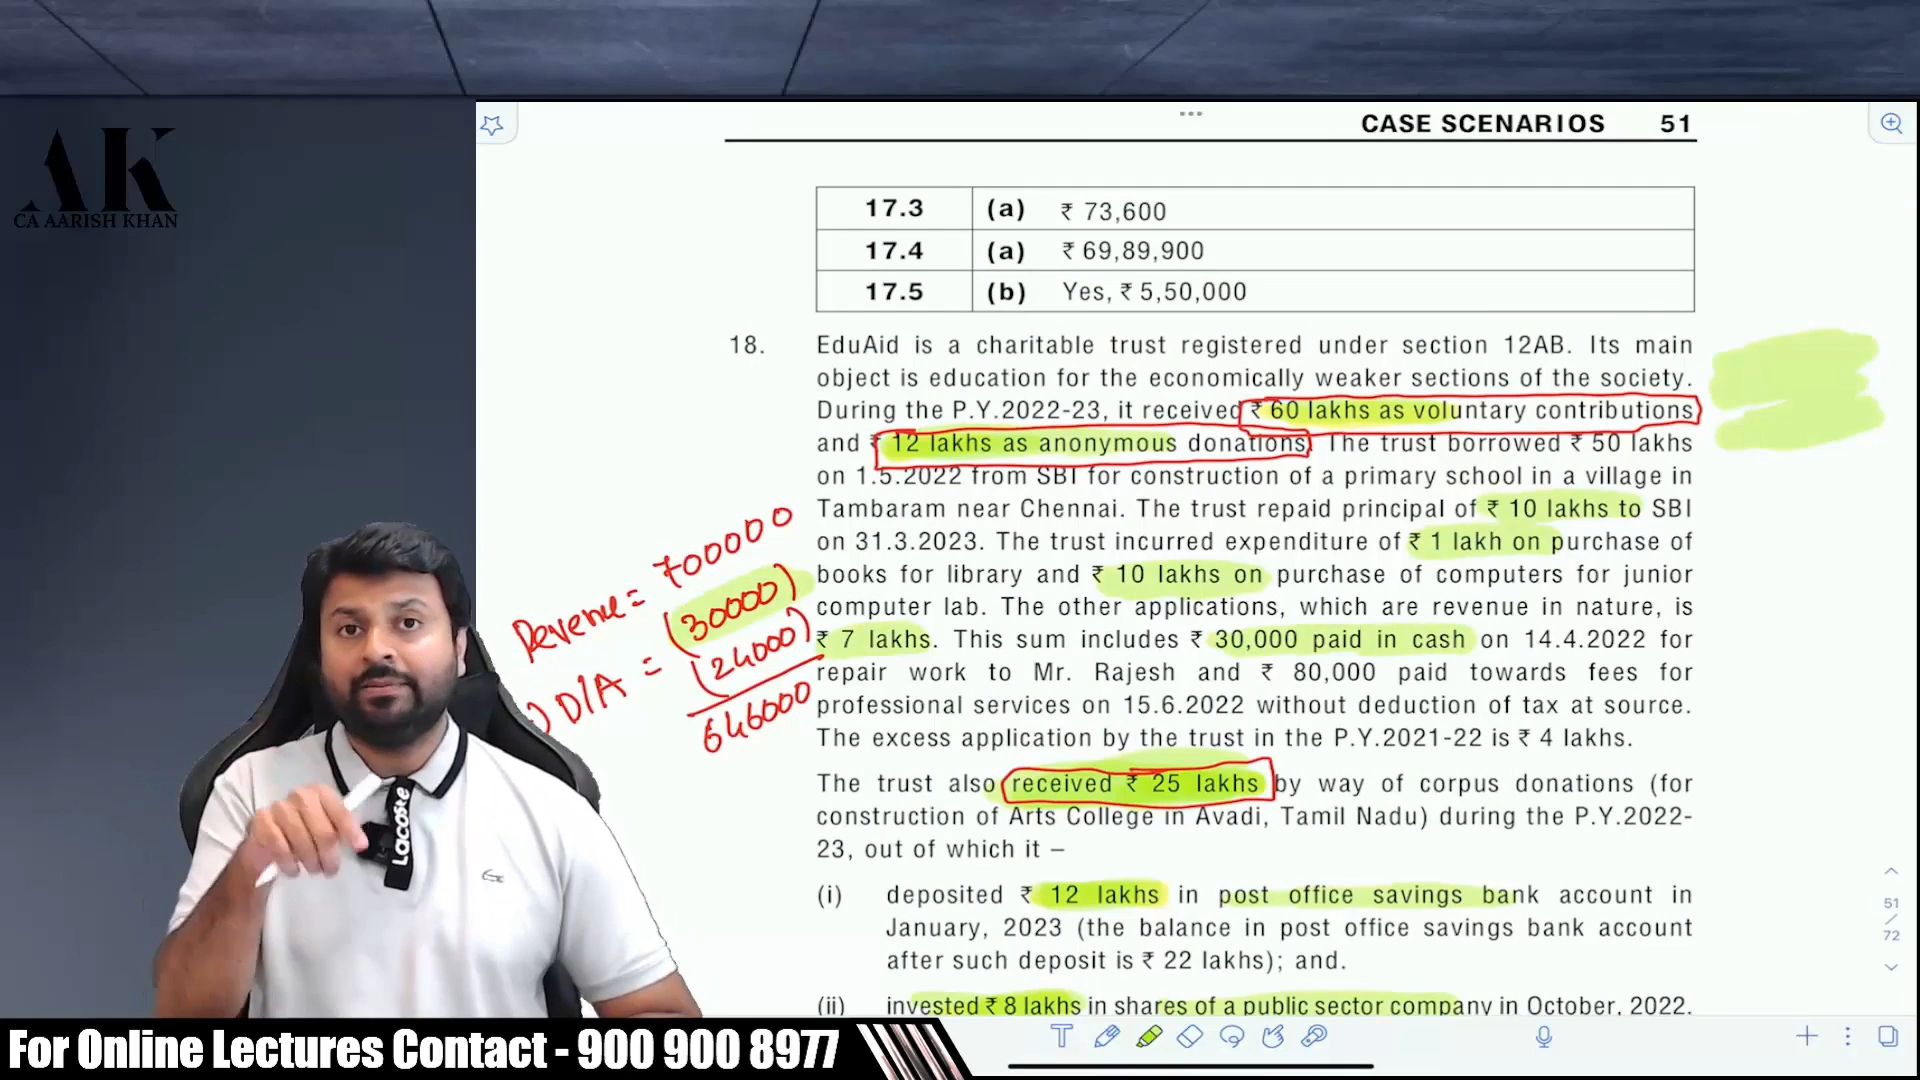 AK
CA AARISH KHAN
CASE SCENARIOS 51
17.3 (a) ₹ 73,600
17.4 (a) ₹ 69,89,900
17.5 (b) Yes, ₹ 5,50,000
18. EduAid is a charitable trust registered under section 12AB. Its main
object is education for the economically weaker sections of the society.
During the P.Y.2022-23, it received ₹ 60 lakhs as voluntary contributions
and ₹ 12 lakhs as anonymous donations. The trust borrowed ₹ 50 lakhs
on 1.5.2022 from SBI for construction of a primary school in a village in
Tambaram near Chennai. The trust repaid principal of ₹ 10 lakhs to SBI
on 31.3.2023. The trust incurred expenditure of ₹ 1 lakh on purchase of
books for library and ₹ 10 lakhs on purchase of computers for junior
computer lab. The other applications, which are revenue in nature, is
₹ 7 lakhs. This sum includes ₹ 30,000 paid in cash on 14.4.2022 for
repair work to Mr. Rajesh and ₹ 80,000 paid towards fees for
professional services on 15.6.2022 without deduction of tax at source.
The excess application by the trust in the P.Y.2021-22 is ₹ 4 lakhs.
Revenue = 700000
(30000)
) D/A = (24000)
646000
The trust also received ₹ 25 lakhs by way of corpus donations (for
construction of Arts College in Avadi, Tamil Nadu) during the P.Y.2022-
23, out of which it –
(i) deposited ₹ 12 lakhs in post office savings bank account in
January, 2023 (the balance in post office savings bank account
after such deposit is ₹ 22 lakhs); and.
(ii) invested ₹ 8 lakhs in shares of a public sector company in October, 2022.
51
/
72
Lacoste
For Online Lectures Contact - 900 900 8977